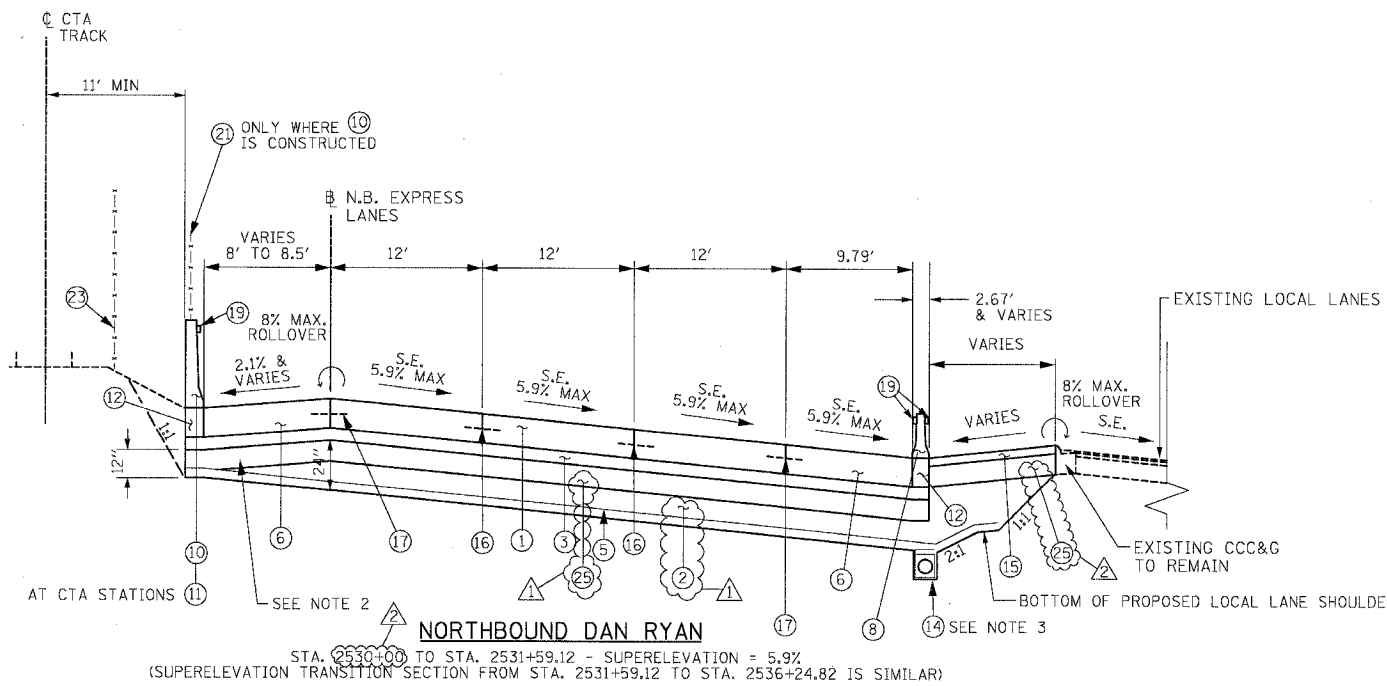 ℄ CTA
TRACK
11' MIN
21 ONLY WHERE 10
IS CONSTRUCTED
VARIES
8' TO 8.5'
B N.B. EXPRESS
LANES
12'
12'
12'
9.79'
2.67'
& VARIES
VARIES
EXISTING LOCAL LANES
23
19
8% MAX.
ROLLOVER
2.1% &
VARIES
S.E.
5.9% MAX
S.E.
5.9% MAX
S.E.
5.9% MAX
S.E.
5.9% MAX
19
VARIES
8% MAX.
ROLLOVER
S.E.
12
1:1
12"
24"
12
2:1
1:1
10
6
17
16
1
3
25
5
16
2
17
6
8
14 SEE NOTE 3
15
25
2
EXISTING CCC&G
TO REMAIN
BOTTOM OF PROPOSED LOCAL LANE SHOULDE
AT CTA STATIONS 11
SEE NOTE 2
1
1
2
NORTHBOUND DAN RYAN
STA. 2530+00 TO STA. 2531+59.12 - SUPERELEVATION = 5.9%
(SUPERELEVATION TRANSITION SECTION FROM STA. 2531+59.12 TO STA. 2536+24.82 IS SIMILAR)